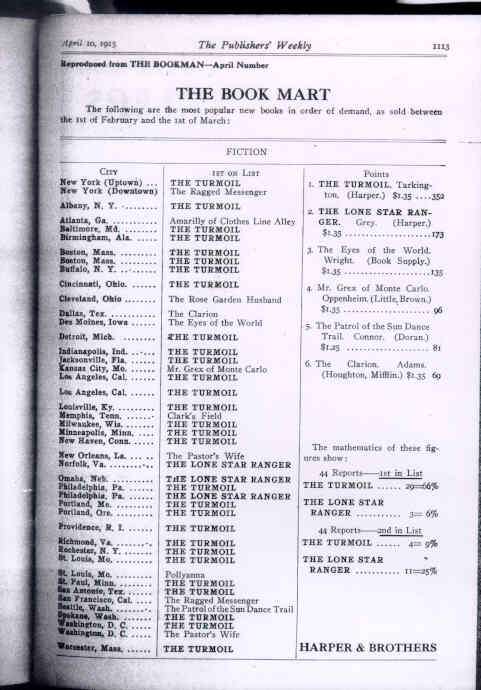 April 10, 1915 The Publishers' Weekly 1113
Reproduced from THE BOOKMAN—April Number
THE BOOK MART
The following are the most popular new books in order of demand, as sold between
the 1st of February and the 1st of March:
FICTION
CITY 1ST ON LIST
New York (Uptown) ... THE TURMOIL
New York (Downtown) The Ragged Messenger
Albany, N. Y. ......... THE TURMOIL
Atlanta, Ga. .......... Amarilly of Clothes Line Alley
Baltimore, Md. ........ THE TURMOIL
Birmingham, Ala. ..... THE TURMOIL
Boston, Mass. ......... THE TURMOIL
Boston, Mass. ......... THE TURMOIL
Buffalo, N. Y. ........ THE TURMOIL
Cincinnati, Ohio. ...... THE TURMOIL
Cleveland, Ohio ....... The Rose Garden Husband
Dallas, Tex. ........... The Clarion
Des Moines, Iowa ...... The Eyes of the World
Detroit, Mich. ........ THE TURMOIL
Indianapolis, Ind. ..... THE TURMOIL
Jacksonville, Fla. ...... THE TURMOIL
Kansas City, Mo. ...... Mr. Grex of Monte Carlo
Los Angeles, Cal. ...... THE TURMOIL
Los Angeles, Cal. ...... THE TURMOIL
Louisville, Ky. ......... THE TURMOIL
Memphis, Tenn. ....... Clark's Field
Milwaukee, Wis. ....... THE TURMOIL
Minneapolis, Minn. .... THE TURMOIL
New Haven, Conn. ..... THE TURMOIL
New Orleans, La. ...... The Pastor's Wife
Norfolk, Va. .......... THE LONE STAR RANGER
Omaha, Neb. .......... THE LONE STAR RANGER
Philadelphia, Pa. ...... THE TURMOIL
Philadelphia, Pa. ...... THE LONE STAR RANGER
Portland, Me. ......... THE TURMOIL
Portland, Ore. ......... THE TURMOIL
Providence, R. I. ...... THE TURMOIL
Richmond, Va. ........ THE TURMOIL
Rochester, N. Y. ....... THE TURMOIL
St. Louis, Mo. ......... THE TURMOIL
St. Louis, Mo. ......... Pollyanna
St. Paul, Minn. ........ THE TURMOIL
San Antonio, Tex. ...... THE TURMOIL
San Francisco, Cal. .... The Ragged Messenger
Seattle, Wash. ........ The Patrol of the Sun Dance Trail
Spokane, Wash. ....... THE TURMOIL
Washington, D. C. ..... THE TURMOIL
Washington, D. C. ..... The Pastor's Wife
Worcester, Mass. ...... THE TURMOIL
Points
1. THE TURMOIL. Tarking-
ton. (Harper.) $1.35 ....352
2. THE LONE STAR RAN-
GER. Grey. (Harper.)
$1.35 ....................173
3. The Eyes of the World.
Wright. (Book Supply.)
$1.35 ....................135
4. Mr. Grex of Monte Carlo.
Oppenheim. (Little, Brown.)
$1.35 .................... 96
5. The Patrol of the Sun Dance
Trail. Connor. (Doran.)
$1.25 .................... 81
6. The Clarion. Adams.
(Houghton, Mifflin.) $1.35 69
The mathematics of these fig-
ures show:
44 Reports—1st in List
THE TURMOIL ...... 29=66%
THE LONE STAR
RANGER .......... 3= 6%
44 Reports—2nd in List
THE TURMOIL ...... 4= 9%
THE LONE STAR
RANGER .......... 11=25%
HARPER & BROTHERS